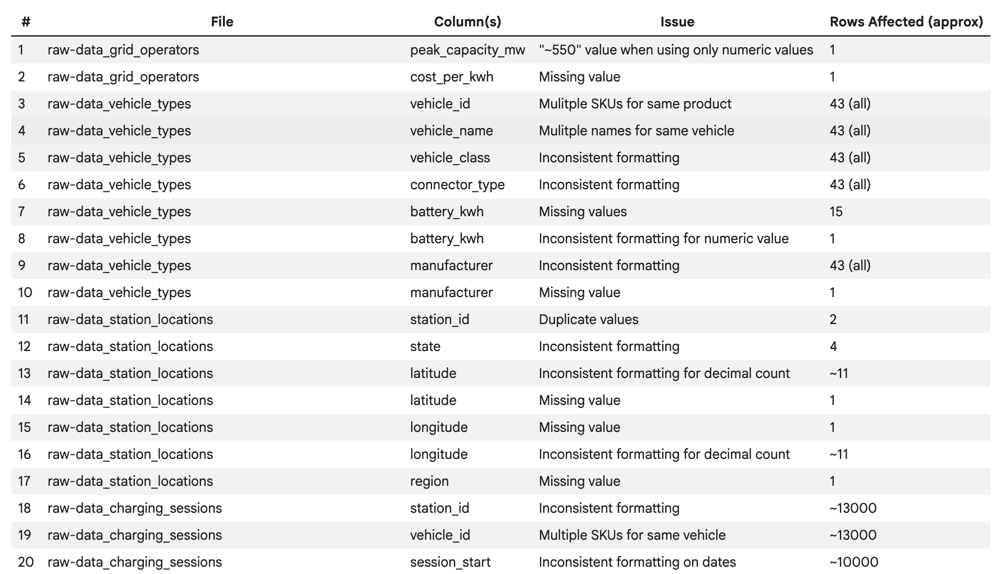 # File Column(s) Issue Rows Affected (approx)
1 raw-data_grid_operators peak_capacity_mw "~550" value when using only numeric values 1
2 raw-data_grid_operators cost_per_kwh Missing value 1
3 raw-data_vehicle_types vehicle_id Mulitple SKUs for same product 43 (all)
4 raw-data_vehicle_types vehicle_name Mulitple names for same vehicle 43 (all)
5 raw-data_vehicle_types vehicle_class Inconsistent formatting 43 (all)
6 raw-data_vehicle_types connector_type Inconsistent formatting 43 (all)
7 raw-data_vehicle_types battery_kwh Missing values 15
8 raw-data_vehicle_types battery_kwh Inconsistent formatting for numeric value 1
9 raw-data_vehicle_types manufacturer Inconsistent formatting 43 (all)
10 raw-data_vehicle_types manufacturer Missing value 1
11 raw-data_station_locations station_id Duplicate values 2
12 raw-data_station_locations state Inconsistent formatting 4
13 raw-data_station_locations latitude Inconsistent formatting for decimal count ~11
14 raw-data_station_locations latitude Missing value 1
15 raw-data_station_locations longitude Missing value 1
16 raw-data_station_locations longitude Inconsistent formatting for decimal count ~11
17 raw-data_station_locations region Missing value 1
18 raw-data_charging_sessions station_id Inconsistent formatting ~13000
19 raw-data_charging_sessions vehicle_id Multiple SKUs for same vehicle ~13000
20 raw-data_charging_sessions session_start Inconsistent formatting on dates ~10000